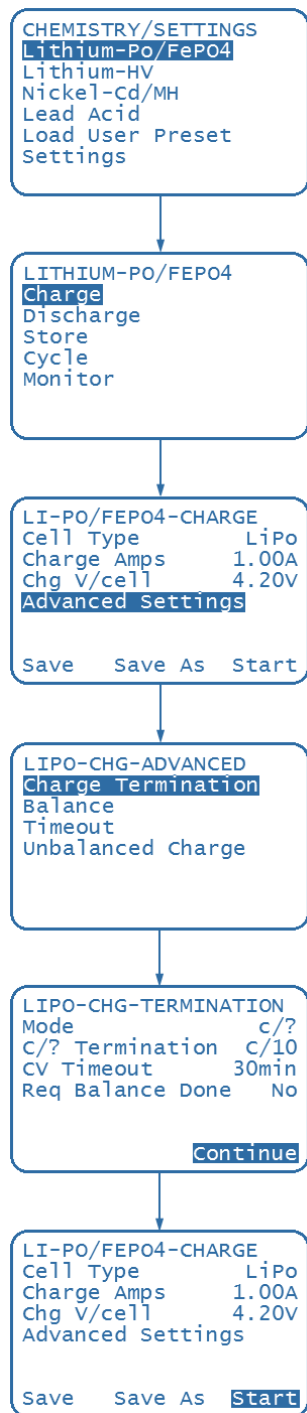 CHEMISTRY/SETTINGS
Lithium-Po/FePO4
Lithium-HV
Nickel-Cd/MH
Lead Acid
Load User Preset
Settings
LITHIUM-PO/FEPO4
Charge
Discharge
Store
Cycle
Monitor
LI-PO/FEPO4-CHARGE
Cell Type LiPo
Charge Amps 1.00A
Chg V/cell 4.20V
Advanced Settings
Save Save As Start
LIPO-CHG-ADVANCED
Charge Termination
Balance
Timeout
Unbalanced Charge
LIPO-CHG-TERMINATION
Mode c/?
C/? Termination C/10
CV Timeout 30min
Req Balance Done No
Continue
LI-PO/FEPO4-CHARGE
Cell Type LiPo
Charge Amps 1.00A
Chg V/cell 4.20V
Advanced Settings
Save Save As Start